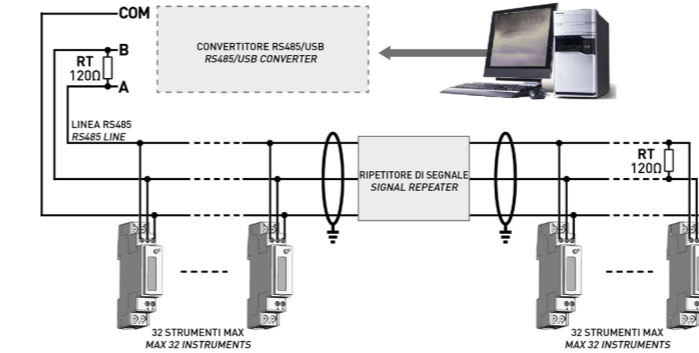 COM
CONVERTITORE RS485/USB
RS485/USB CONVERTER
B
RT
120Ω
A
LINEA RS485
RS485 LINE
RIPETITORE DI SEGNALE
SIGNAL REPEATER
RT
120Ω
32 STRUMENTI MAX
MAX 32 INSTRUMENTS
32 STRUMENTI MAX
MAX 32 INSTRUMENTS